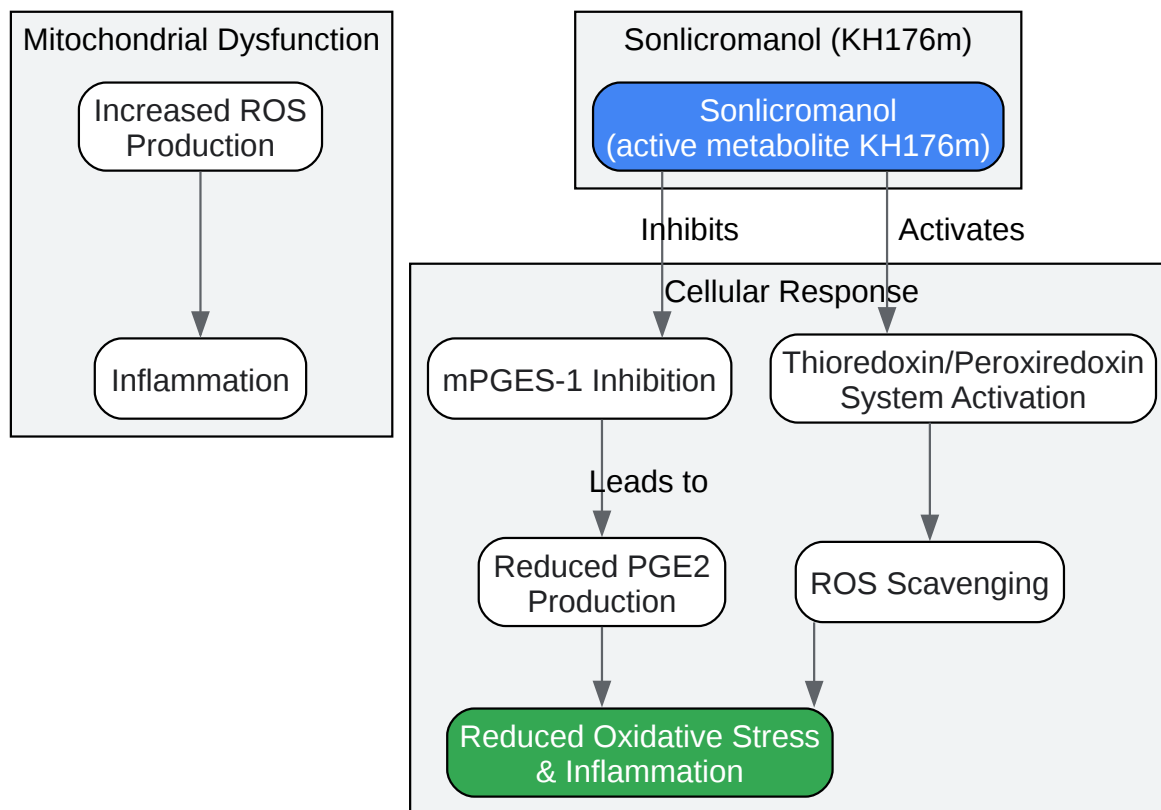 Mitochondrial Dysfunction
Increased ROS
Production
Inflammation
Sonlicromanol (KH176m)
Sonlicromanol
(active metabolite KH176m)
Inhibits
Activates
Cellular Response
mPGES-1 Inhibition
Thioredoxin/Peroxiredoxin
System Activation
Leads to
Reduced PGE2
Production
ROS Scavenging
Reduced Oxidative Stress
& Inflammation